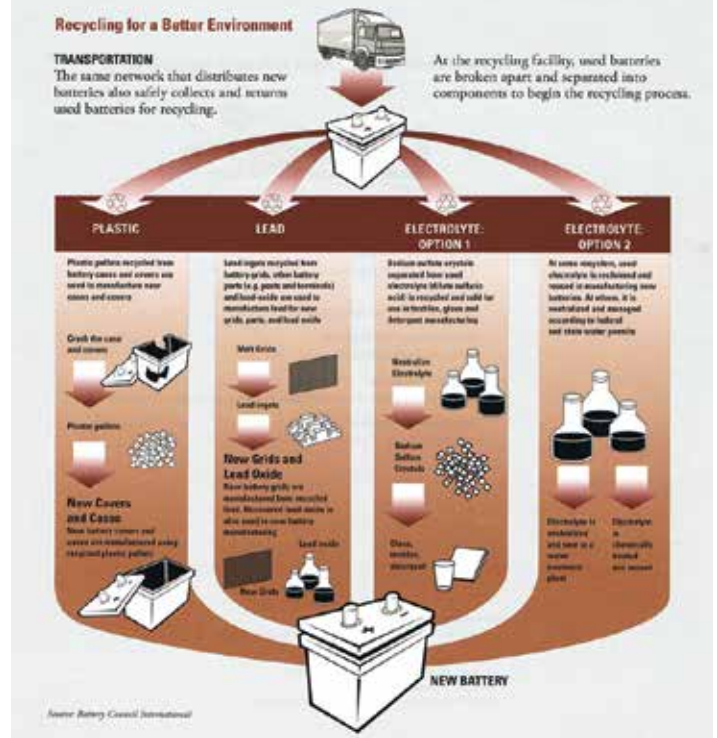 Recycling for a Better Environment
TRANSPORTATION
The same network that distributes new
batteries also safely collects and returns
used batteries for recycling.
At the recycling facility, used batteries
are broken apart and separated into
components to begin the recycling process.
PLASTIC
Plastic pellets recycled from
battery cases and covers are
used to manufacture new
cases and covers
Crush the case
and covers
Plastic pellets
New Covers
and Cases
New battery covers and
cases are manufactured using
recycled plastic pellets
LEAD
Lead ingots recycled from
battery grids, other battery
parts (e.g. posts and terminals)
and lead oxide are used to
manufacture lead for new
grids, parts, and lead oxide
Melt Grids
Lead ingots
New Grids and
Lead Oxide
New battery grids are
manufactured from recycled
lead. Recovered lead oxide is
also used in new battery
manufacturing
Lead oxide
New Grids
ELECTROLYTE:
OPTION 1
Sodium sulfate crystals
separated from used
electrolyte (dilute sulfuric
acid) is recycled and sold for
use in textiles, glass and
detergent manufacturing
Neutralize
Electrolyte
Sodium
Crystals
Glass,
textiles,
detergent
ELECTROLYTE:
OPTION 2
At some recyclers, used
electrolyte is reclaimed and
reused in manufacturing new
batteries. At others, it is
neutralized and managed
according to federal
and state water permits
Electrolyte is
neutralized
and sent to a
water
treatment
plant
Electrolyte
is
chemically
treated
and reused
NEW BATTERY
Source: Battery Council International